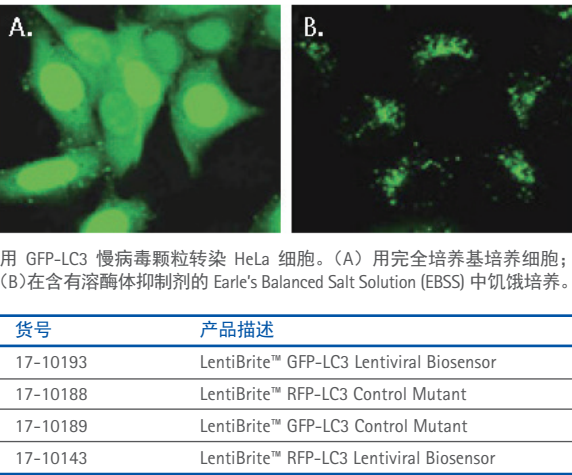 A.
B.
用 GFP-LC3 慢病毒颗粒转染 HeLa 细胞。（A）用完全培养基培养细胞；
（B）在含有溶酶体抑制剂的 Earle's Balanced Salt Solution (EBSS) 中饥饿培养。
货号 产品描述
17-10193 LentiBrite™ GFP-LC3 Lentiviral Biosensor
17-10188 LentiBrite™ RFP-LC3 Control Mutant
17-10189 LentiBrite™ GFP-LC3 Control Mutant
17-10143 LentiBrite™ RFP-LC3 Lentiviral Biosensor